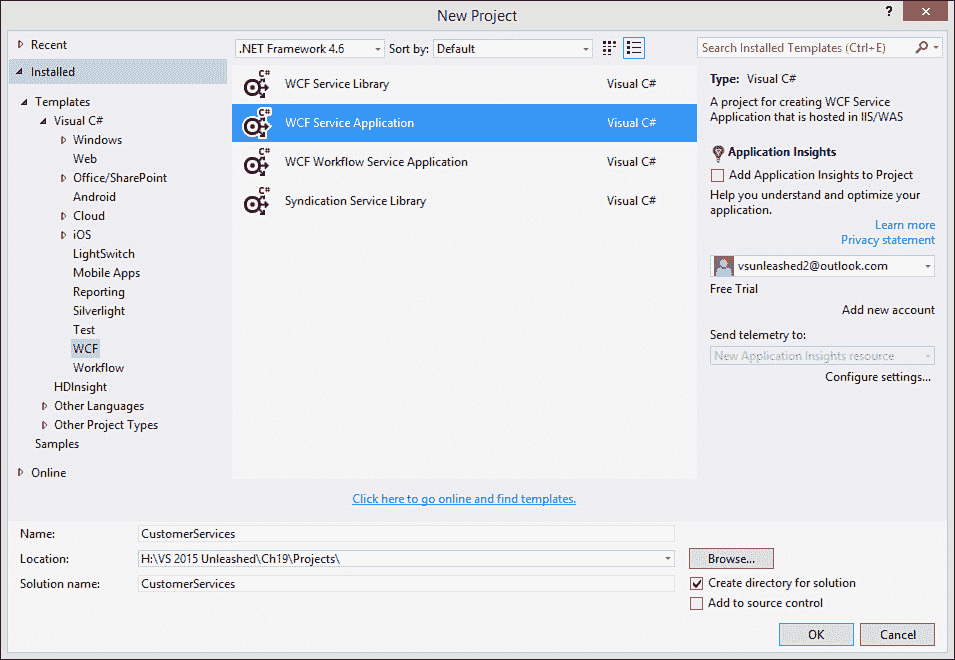 New Project
?
Recent
Installed
Templates
Visual C#
Windows
Web
Office/SharePoint
Android
Cloud
iOS
LightSwitch
Mobile Apps
Reporting
Silverlight
Test
WCF
Workflow
HDInsight
Other Languages
Other Project Types
Samples
Online
.NET Framework 4.6 Sort by: Default
C# WCF Service Library Visual C#
C# WCF Service Application Visual C#
C# WCF Workflow Service Application Visual C#
C# Syndication Service Library Visual C#
Click here to go online and find templates.
Search Installed Templates (Ctrl+E)
Type: Visual C#
A project for creating WCF Service
Application that is hosted in IIS/WAS
Application Insights
Add Application Insights to Project
Help you understand and optimize your
application.
Learn more
Privacy statement
vsunleashed2@outlook.com
Free Trial
Add new account
Send telemetry to:
New Application Insights resource
Configure settings...
Name: CustomerServices
Location: H:\VS 2015 Unleashed\Ch19\Projects\ Browse...
Solution name: CustomerServices
Create directory for solution
Add to source control
OK Cancel